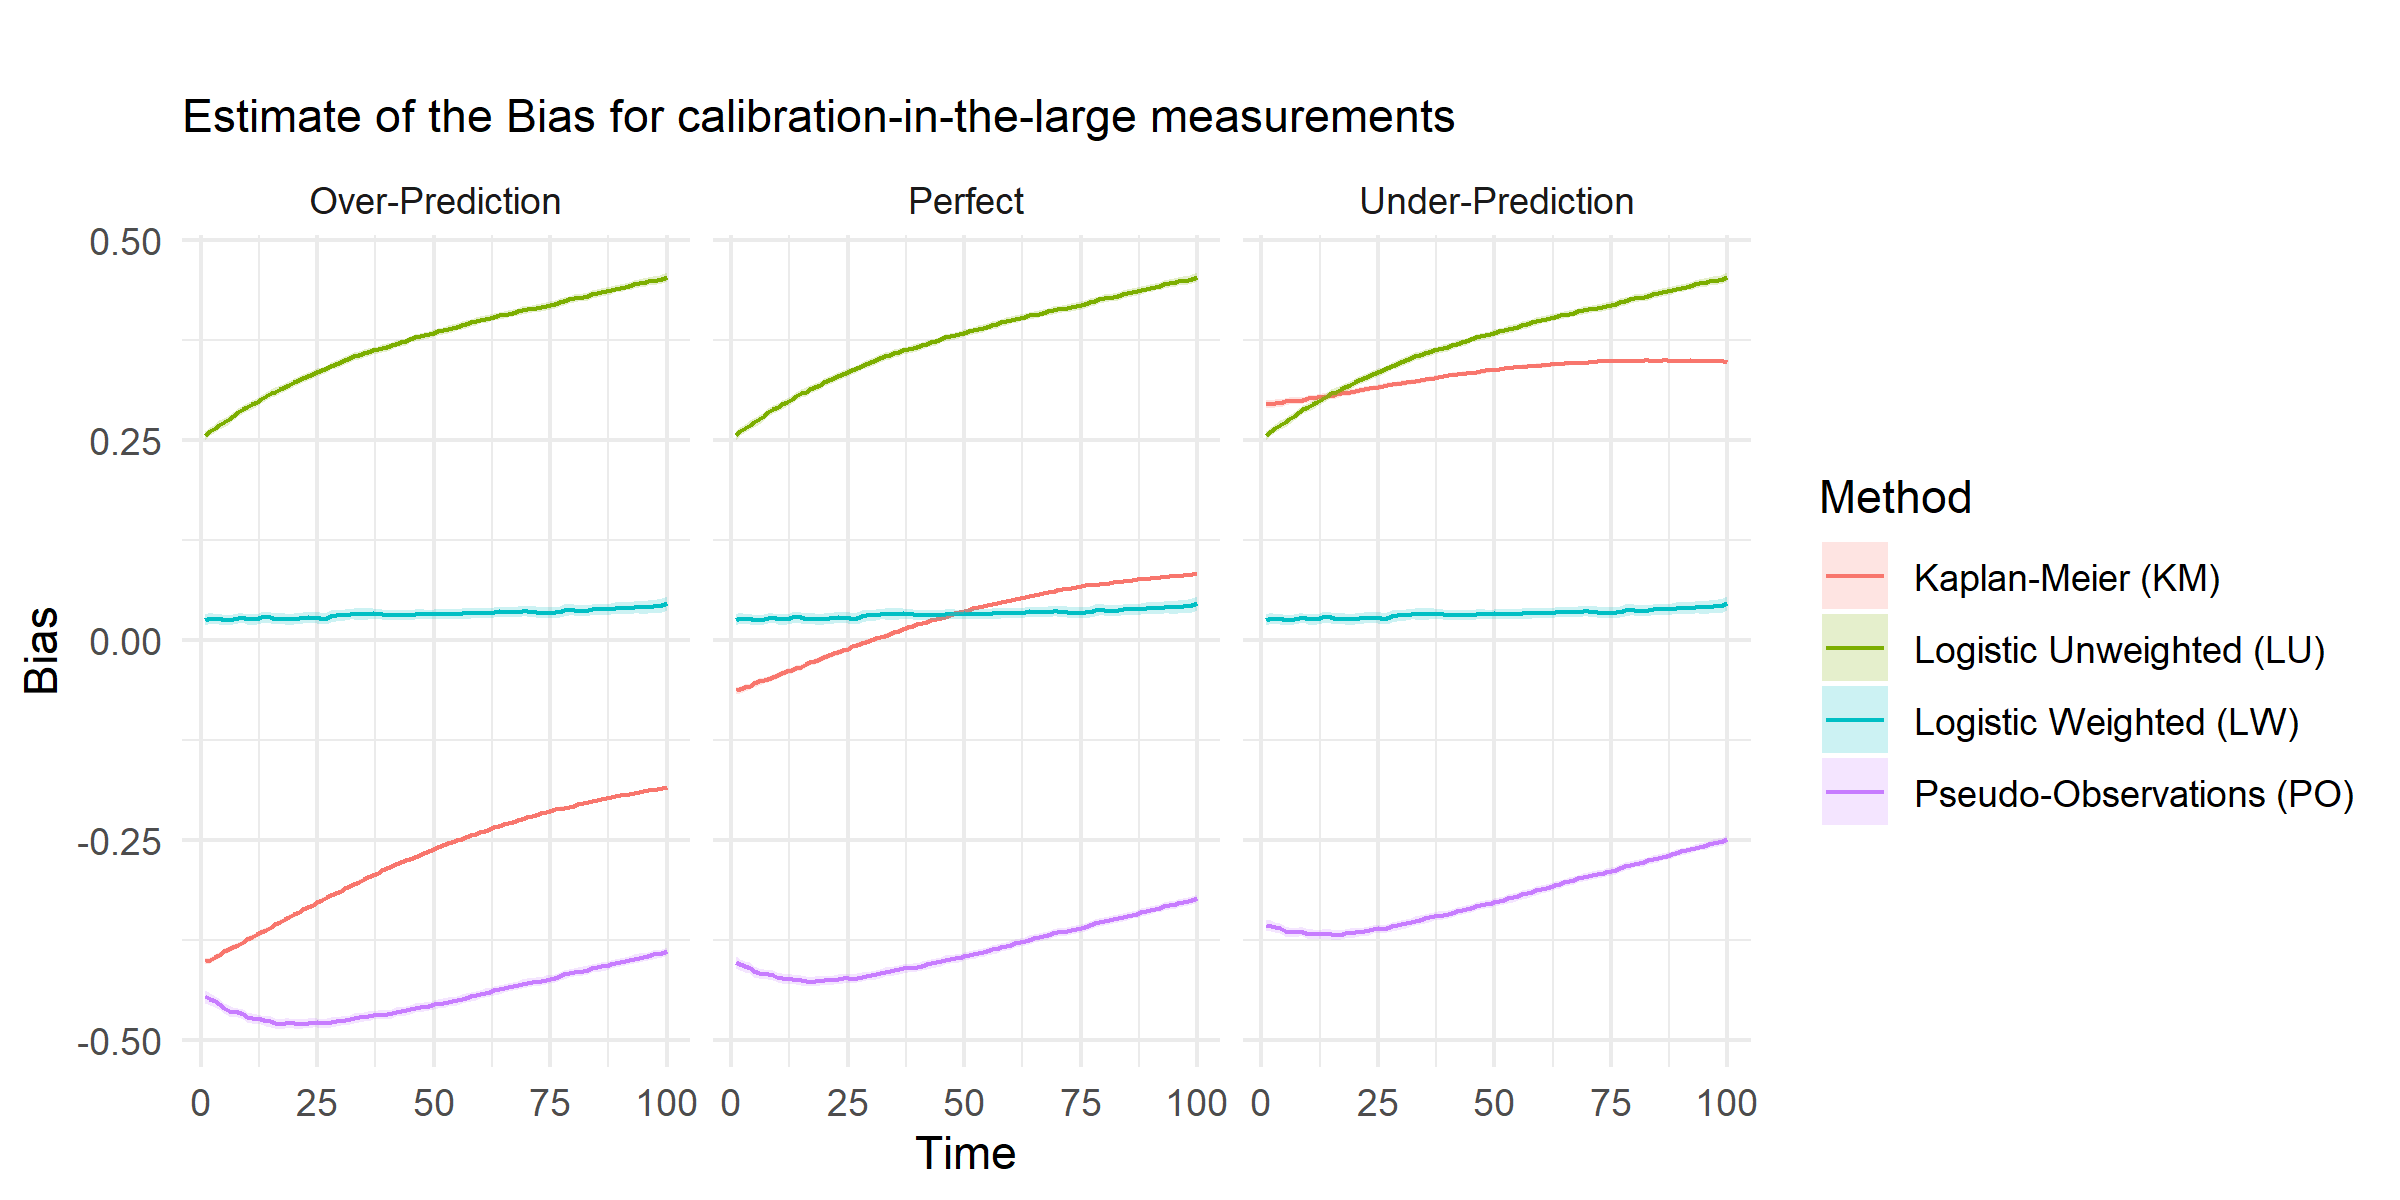 Estimate of the Bias for calibration-in-the-large measurements
Over-Prediction Perfect Under-Prediction
0.50
0.25
0.00
-0.25
-0.50
Bias
0 25 50 75 100 0 25 50 75 100 0 25 50 75 100
Time
Method
Kaplan-Meier (KM)
Logistic Unweighted (LU)
Logistic Weighted (LW)
Pseudo-Observations (PO)